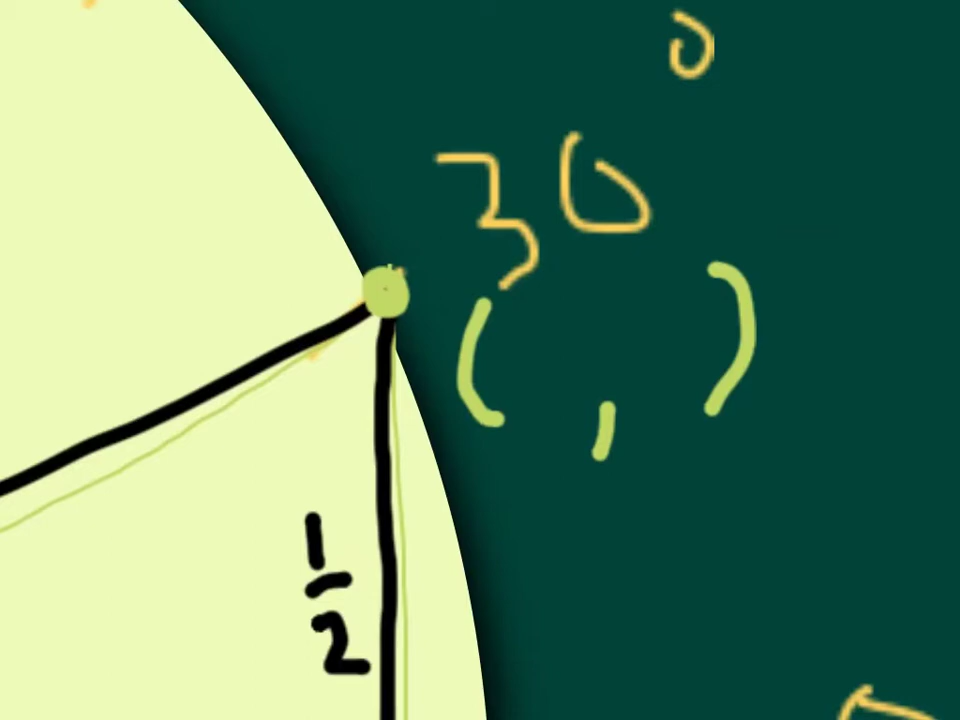 30°
( , )
1/2